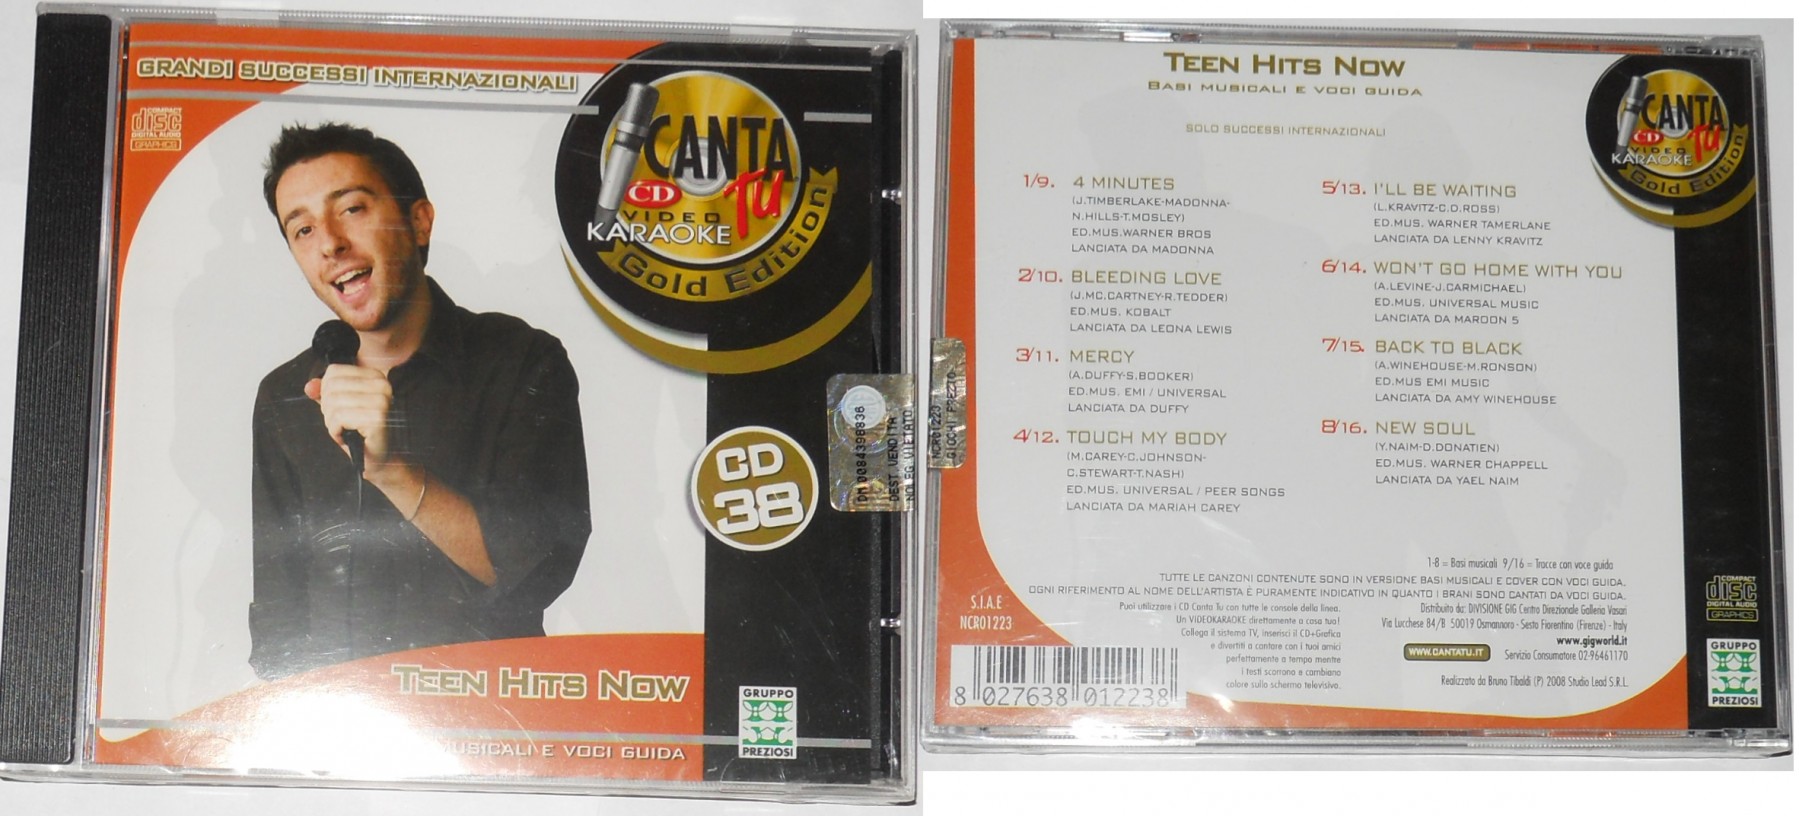 GRANDI SUCCESSI INTERNAZIONALI
COMPACT
disc
DIGITAL AUDIO
GRAPHICS
CANTA
TU
CD
VIDEO
KARAOKE
Gold Edition
CD
38
IDM 0084398836
DEST.VENDITA
NOLEG.VIETATO
TEEN HITS NOW
MUSICALI E VOCI GUIDA
GRUPPO
PREZIOSI
TEEN HITS NOW
BASI MUSICALI E VOCI GUIDA
SOLO SUCCESSI INTERNAZIONALI
CANTA
TU
CD
VIDEO
KARAOKE
Gold Edition
1/9. 4 MINUTES
(J.TIMBERLAKE-MADONNA-
N.HILLS-T.MOSLEY)
ED.MUS.WARNER BROS
LANCIATA DA MADONNA
2/10. BLEEDING LOVE
(J.MC.CARTNEY-R.TEDDER)
ED.MUS. KOBALT
LANCIATA DA LEONA LEWIS
3/11. MERCY
(A.DUFFY-S.BOOKER)
ED.MUS. EMI / UNIVERSAL
LANCIATA DA DUFFY
4/12. TOUCH MY BODY
(M.CAREY-C.JOHNSON-
C.STEWART-T.NASH)
ED.MUS. UNIVERSAL / PEER SONGS
LANCIATA DA MARIAH CAREY
5/13. I'LL BE WAITING
(L.KRAVITZ-C.D.ROSS)
ED.MUS. WARNER TAMERLANE
LANCIATA DA LENNY KRAVITZ
6/14. WON'T GO HOME WITH YOU
(A.LEVINE-J.CARMICHAEL)
ED.MUS. UNIVERSAL MUSIC
LANCIATA DA MAROON 5
7/15. BACK TO BLACK
(A.WINEHOUSE-M.RONSON)
ED.MUS EMI MUSIC
LANCIATA DA AMY WINEHOUSE
8/16. NEW SOUL
(Y.NAIM-D.DONATIEN)
ED.MUS. WARNER CHAPPELL
LANCIATA DA YAEL NAIM
NCR01223
GIOCHI PREZIO
1-8 = Basi musicali 9/16 = Tracce con voce guida
TUTTE LE CANZONI CONTENUTE SONO IN VERSIONE BASI MUSICALI E COVER CON VOCI GUIDA.
OGNI RIFERIMENTO AL NOME DELL'ARTISTA È PURAMENTE INDICATIVO IN QUANTO I BRANI SONO CANTATI DA VOCI GUIDA.
S.I.A.E
NCR01223
Puoi utilizzare i CD Canta Tu con tutte le console della linea.
Un VIDEOKARAOKE direttamente a casa tua!
Collega il sistema TV, inserisci il CD+Grafica
e divertiti a cantare con i tuoi amici
perfettamente a tempo mentre
i testi scorrono e cambiano
colore sullo schermo televisivo.
Distribuito da: DIVISIONE GIG Centro Direzionale Galleria Vasari
Via Lucchese 84/B 50019 Osmannoro - Sesto Fiorentino (Firenze) - Italy
www.gigworld.it
WWW.CANTATU.IT
Servizio Consumatore 02-96461170
Realizzato da Bruno Tibaldi (P) 2008 Studio Lead S.R.L.
8 027638 012238
COMPACT
disc
DIGITAL AUDIO
GRAPHICS
GRUPPO
PREZIOSI